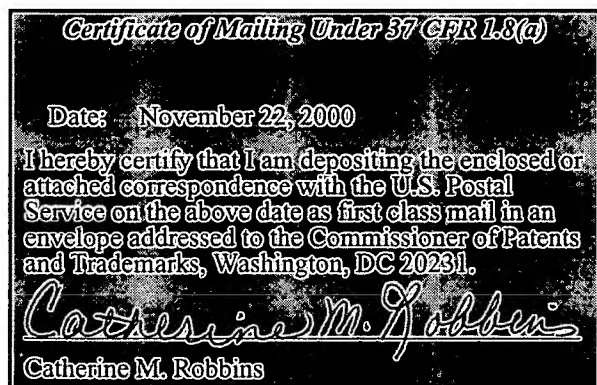 Certificate of Mailing Under 37 CFR 1.8(a)
Date: November 22, 2000
I hereby certify that I am depositing the enclosed or
attached correspondence with the U.S. Postal
Service on the above date as first class mail in an
envelope addressed to the Commissioner of Patents
and Trademarks, Washington, DC 20231.
Catherine M. Robbins
Catherine M. Robbins